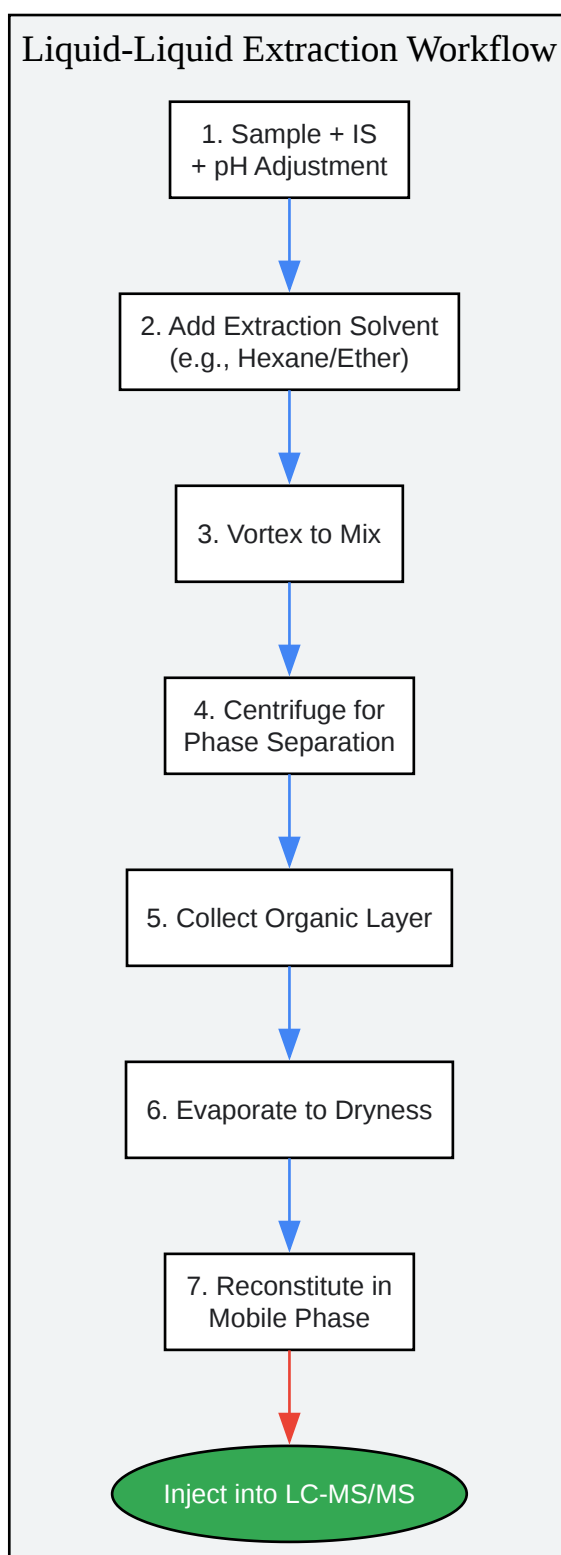 Liquid-Liquid Extraction Workflow
1. Sample + IS
+ pH Adjustment
2. Add Extraction Solvent
(e.g., Hexane/Ether)
3. Vortex to Mix
4. Centrifuge for
Phase Separation
5. Collect Organic Layer
6. Evaporate to Dryness
7. Reconstitute in
Mobile Phase
Inject into LC-MS/MS